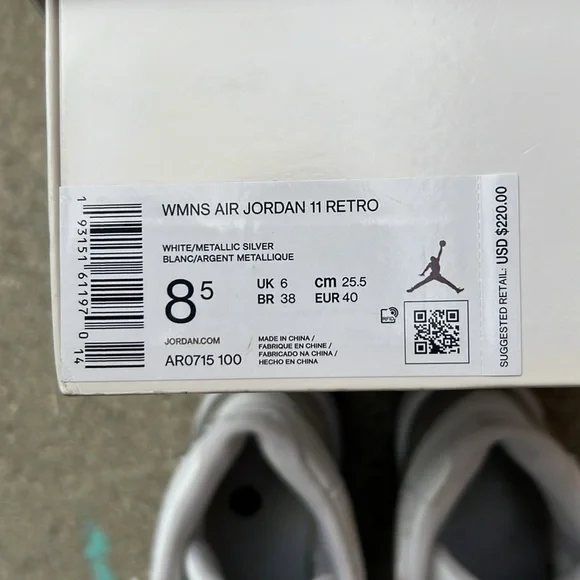 WMNS AIR JORDAN 11 RETRO
WHITE/METALLIC SILVER
BLANC/ARGENT METALLIQUE
8 5
UK 6 cm 25.5
BR 38 EUR 40
JORDAN.COM
AR0715 100
MADE IN CHINA /
FABRIQUE EN CHINE /
FABRICADO NA CHINA /
HECHO EN CHINA
RFID
1 93151 61197 0 14
SUGGESTED RETAIL: USD $220.00